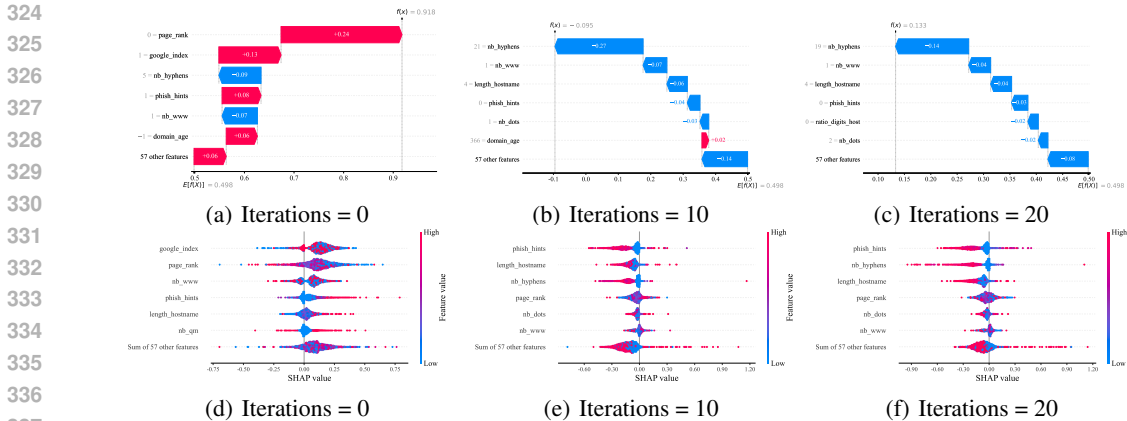 324
325
326
327
328
329
330
331
332
333
334
335
336
f(x) = 0.918
0 = page_rank
+0.24
1 = google_index
+0.13
5 = nb_hyphens
−0.09
1 = phish_hints
+0.08
1 = nb_www
−0.07
−1 = domain_age
+0.06
57 other features
+0.06
0.5 0.6 0.7 0.8 0.9
E[f(X)] = 0.498
(a) Iterations = 0
f(x) = −0.095
21 = nb_hyphens
−0.27
1 = nb_www
−0.07
4 = length_hostname
−0.06
0 = phish_hints
−0.04
1 = nb_dots
−0.03
366 = domain_age
+0.02
57 other features
−0.14
−0.1 0.0 0.1 0.2 0.3 0.4 0.5
E[f(X)] = 0.498
(b) Iterations = 10
f(x) = 0.133
19 = nb_hyphens
−0.14
1 = nb_www
−0.04
4 = length_hostname
−0.04
0 = phish_hints
−0.03
0 = ratio_digits_host
−0.02
2 = nb_dots
−0.02
57 other features
−0.08
0.10 0.15 0.20 0.25 0.30 0.35 0.40 0.45 0.50
E[f(X)] = 0.498
(c) Iterations = 20
google_index
page_rank
nb_www
phish_hints
length_hostname
nb_qm
Sum of 57 other features
-0.75 -0.50 -0.25 0.00 0.25 0.50 0.75
SHAP value
High
Feature value
Low
(d) Iterations = 0
phish_hints
length_hostname
nb_hyphens
page_rank
nb_dots
nb_www
Sum of 57 other features
-0.60 -0.30 0.00 0.30 0.60 0.90 1.20
SHAP value
High
Feature value
Low
(e) Iterations = 10
phish_hints
nb_hyphens
length_hostname
page_rank
nb_dots
nb_www
Sum of 57 other features
-0.90 -0.60 -0.30 0.00 0.30 0.60 0.90 1.20
SHAP value
High
Feature value
Low
(f) Iterations = 20